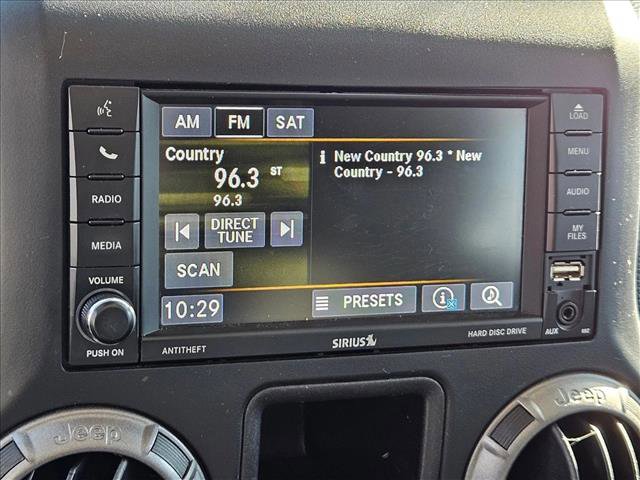 AM FM SAT
LOAD
MENU
RADIO
AUDIO
MEDIA
MY
FILES
VOLUME
PUSH ON
Country
96.3 ST
96.3
DIRECT
TUNE
SCAN
10:29
i New Country 96.3 * New
Country - 96.3
PRESETS
ANTITHEFT
SIRIUS
HARD DISC DRIVE
AUX
Jeep
Jeep